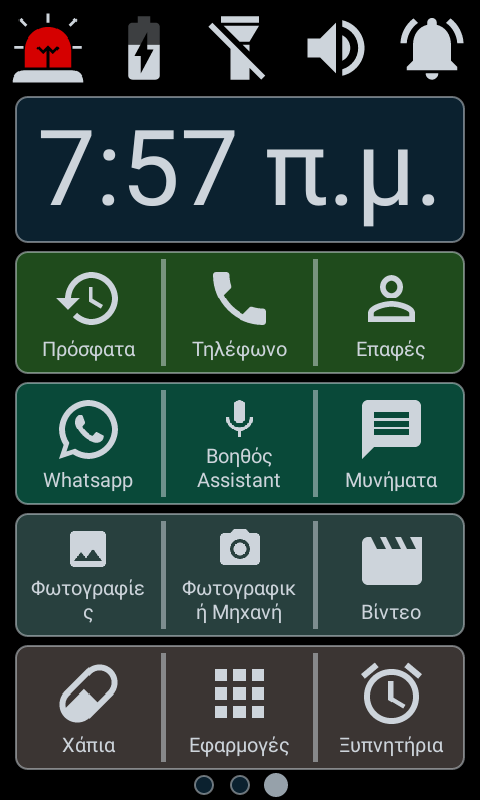 7:57 π.μ.
Πρόσφατα Τηλέφωνο Επαφές
Whatsapp Βοηθός Assistant Μυνήματα
Φωτογραφίε
ς
Φωτογραφικ
ή Μηχανή
Βίντεο
Χάπια Εφαρμογές Ξυπνητήρια